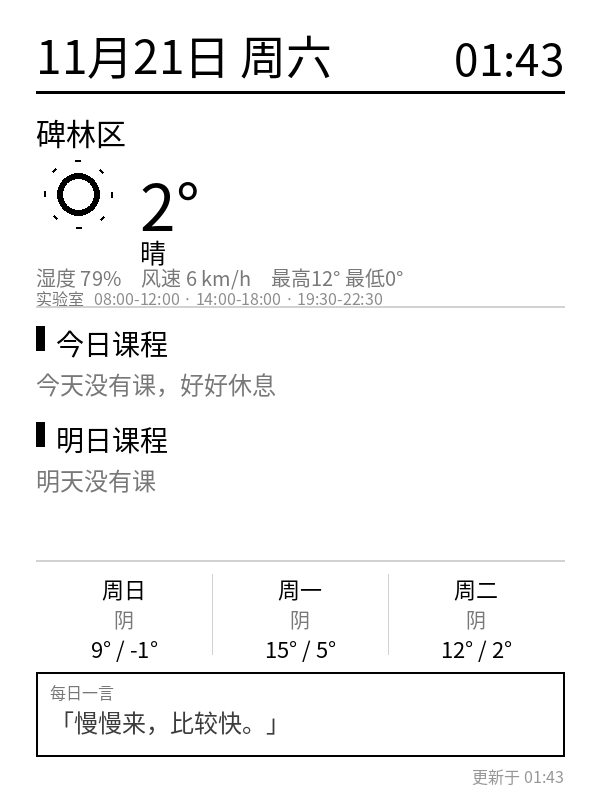 11月21日 周六 01:43
碑林区
2°
晴
湿度 79% 风速 6 km/h 最高12° 最低0°
实验室 08:00-12:00 · 14:00-18:00 · 19:30-22:30
今日课程
今天没有课，好好休息
明日课程
明天没有课
周日 周一 周二
阴 阴 阴
9° / -1° 15° / 5° 12° / 2°
每日一言
「慢慢来，比较快。」
更新于 01:43